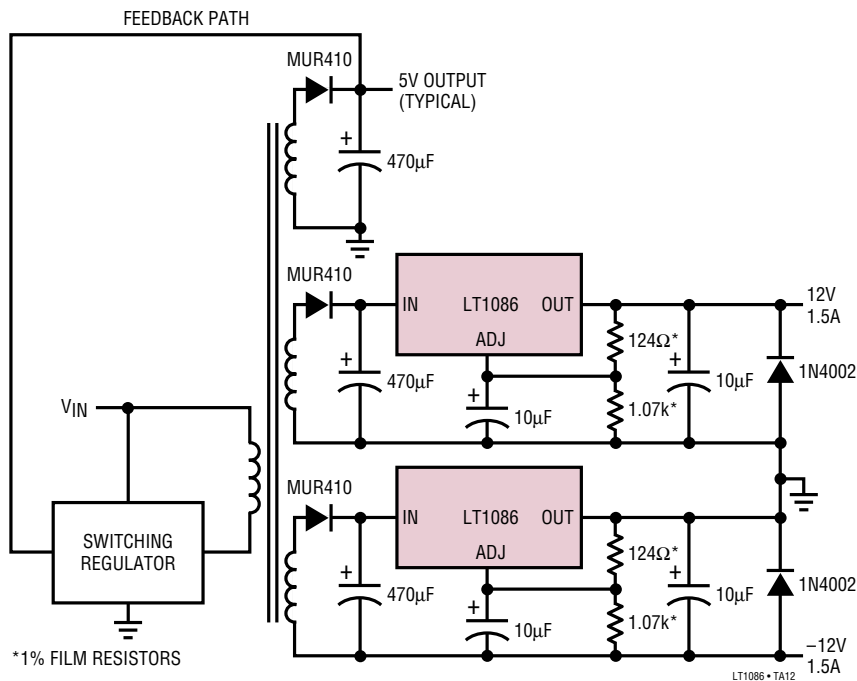 FEEDBACK PATH
MUR410
5V OUTPUT
(TYPICAL)
+
470µF
MUR410
IN
LT1086
OUT
ADJ
12V
1.5A
124Ω*
+
470µF
+
10µF
1.07k*
+
10µF
1N4002
VIN
MUR410
IN
LT1086
OUT
ADJ
SWITCHING
REGULATOR
124Ω*
+
470µF
+
10µF
1.07k*
+
10µF
1N4002
–12V
1.5A
*1% FILM RESISTORS
LT1086 • TA12